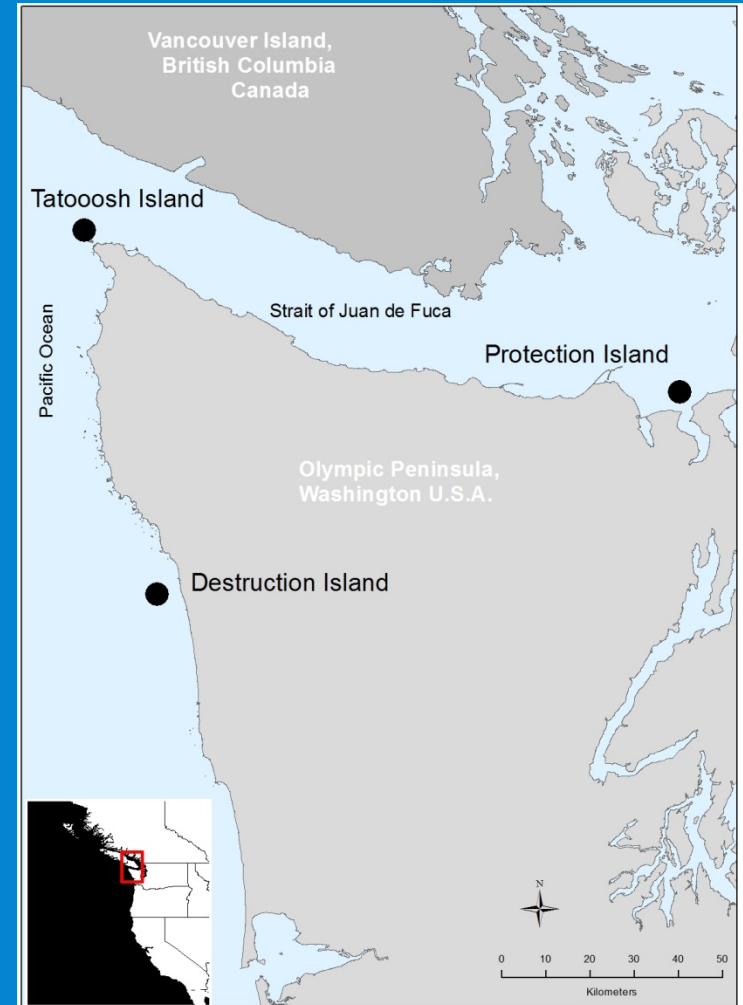 Vancouver Island,
British Columbia
Canada
Tatooosh Island
Strait of Juan de Fuca
Pacific Ocean
Protection Island
Olympic Peninsula,
Washington U.S.A.
Destruction Island
N
0 10 20 30 40 50
Kilometers